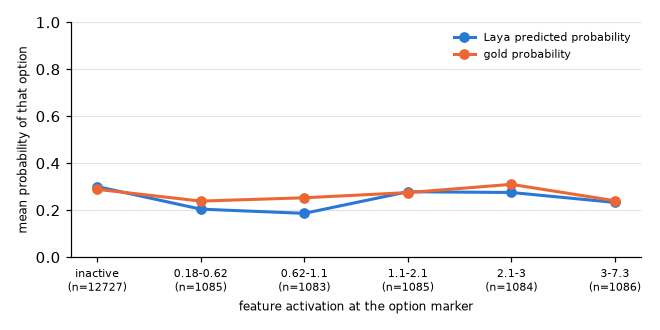 1.0
0.8
0.6
0.4
0.2
0.0
mean probability of that option
Laya predicted probability
gold probability
inactive
(n=12727)
0.18-0.62
(n=1085)
0.62-1.1
(n=1083)
1.1-2.1
(n=1085)
2.1-3
(n=1084)
3-7.3
(n=1086)
feature activation at the option marker